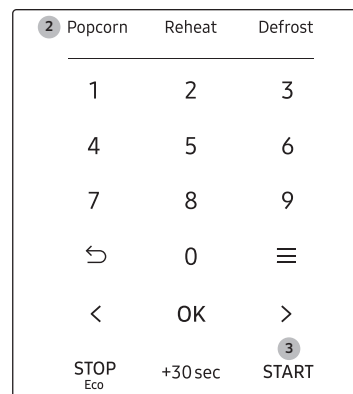 2 Popcorn Reheat Defrost
1 2 3
4 5 6
7 8 9
0
< OK >
3
STOP +30 sec START
Eco